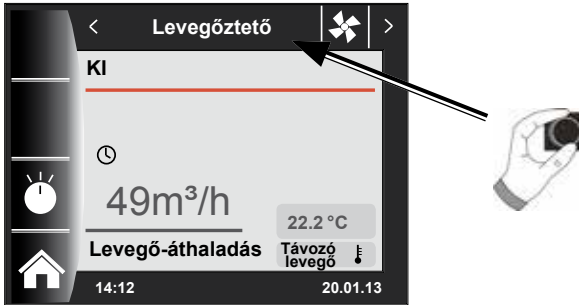 Levegőztető
KI
49m³/h
22.2 °C
Levegő-áthaladás
Távozó
levegő
14:12
20.01.13